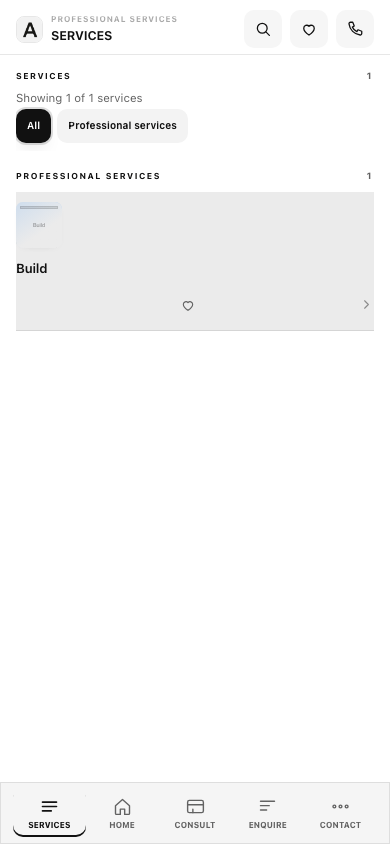 A
PROFESSIONAL SERVICES
SERVICES
SERVICES 1
Showing 1 of 1 services
All Professional services
PROFESSIONAL SERVICES 1
Build
Build
SERVICES HOME CONSULT ENQUIRE CONTACT